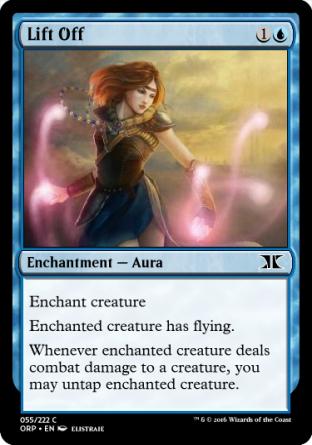 Lift Off 1
Enchantment — Aura
Enchant creature
Enchanted creature has flying.
Whenever enchanted creature deals
combat damage to a creature, you
may untap enchanted creature.
055/222 C
ORP • EN ELISTRAIE
™ & © 2016 Wizards of the Coast